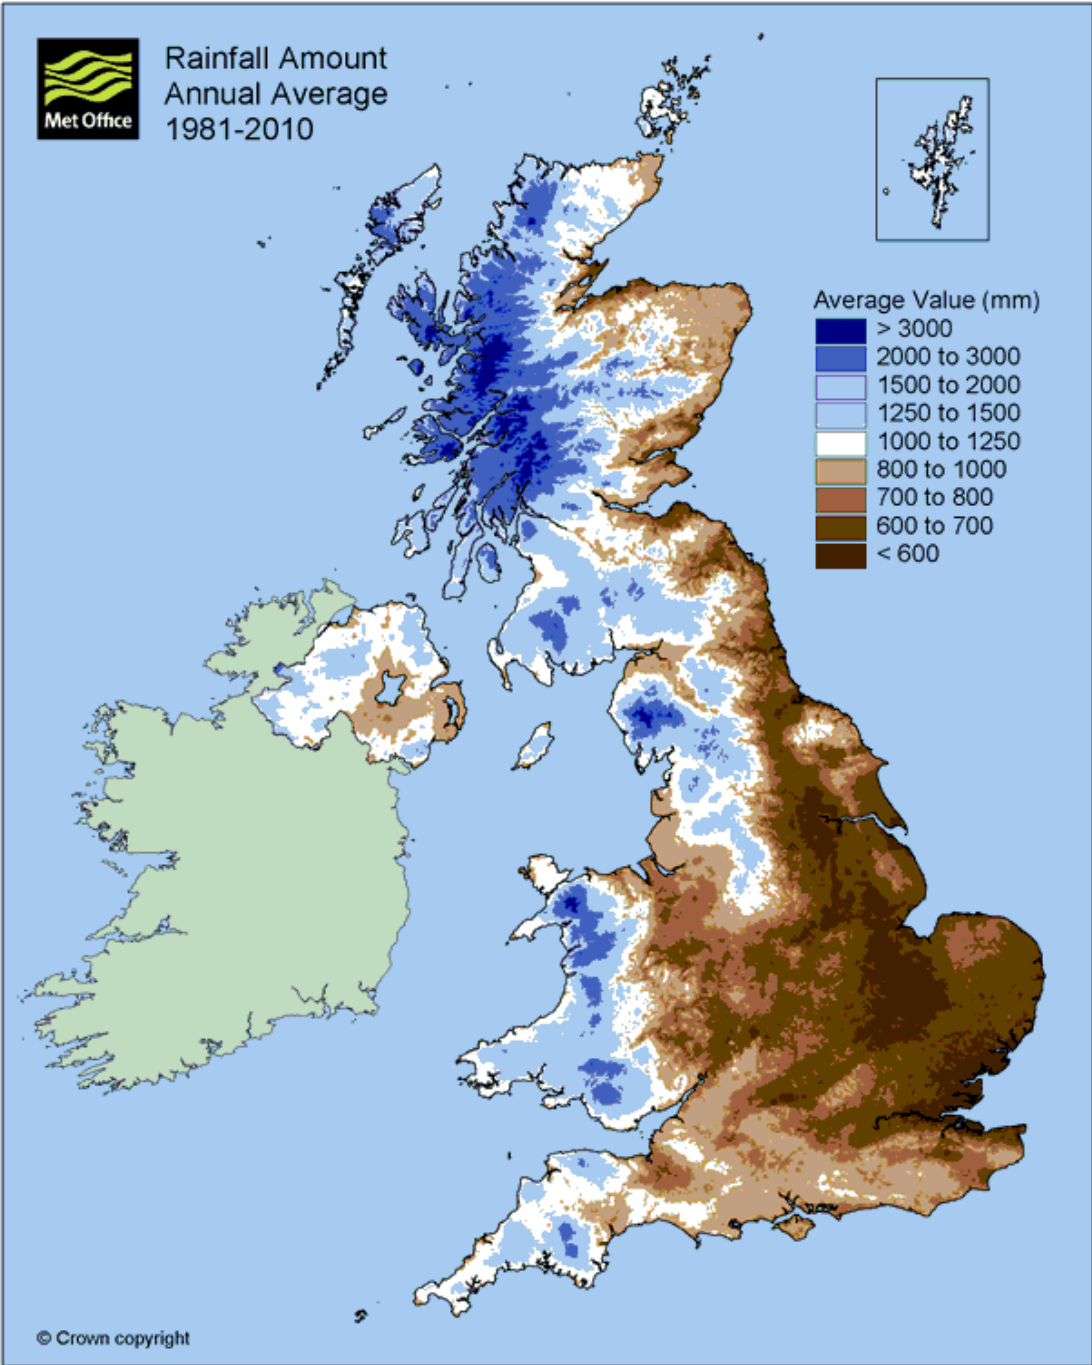 Met Office
Rainfall Amount
Annual Average
1981-2010
Average Value (mm)
> 3000
2000 to 3000
1500 to 2000
1250 to 1500
1000 to 1250
800 to 1000
700 to 800
600 to 700
< 600
© Crown copyright